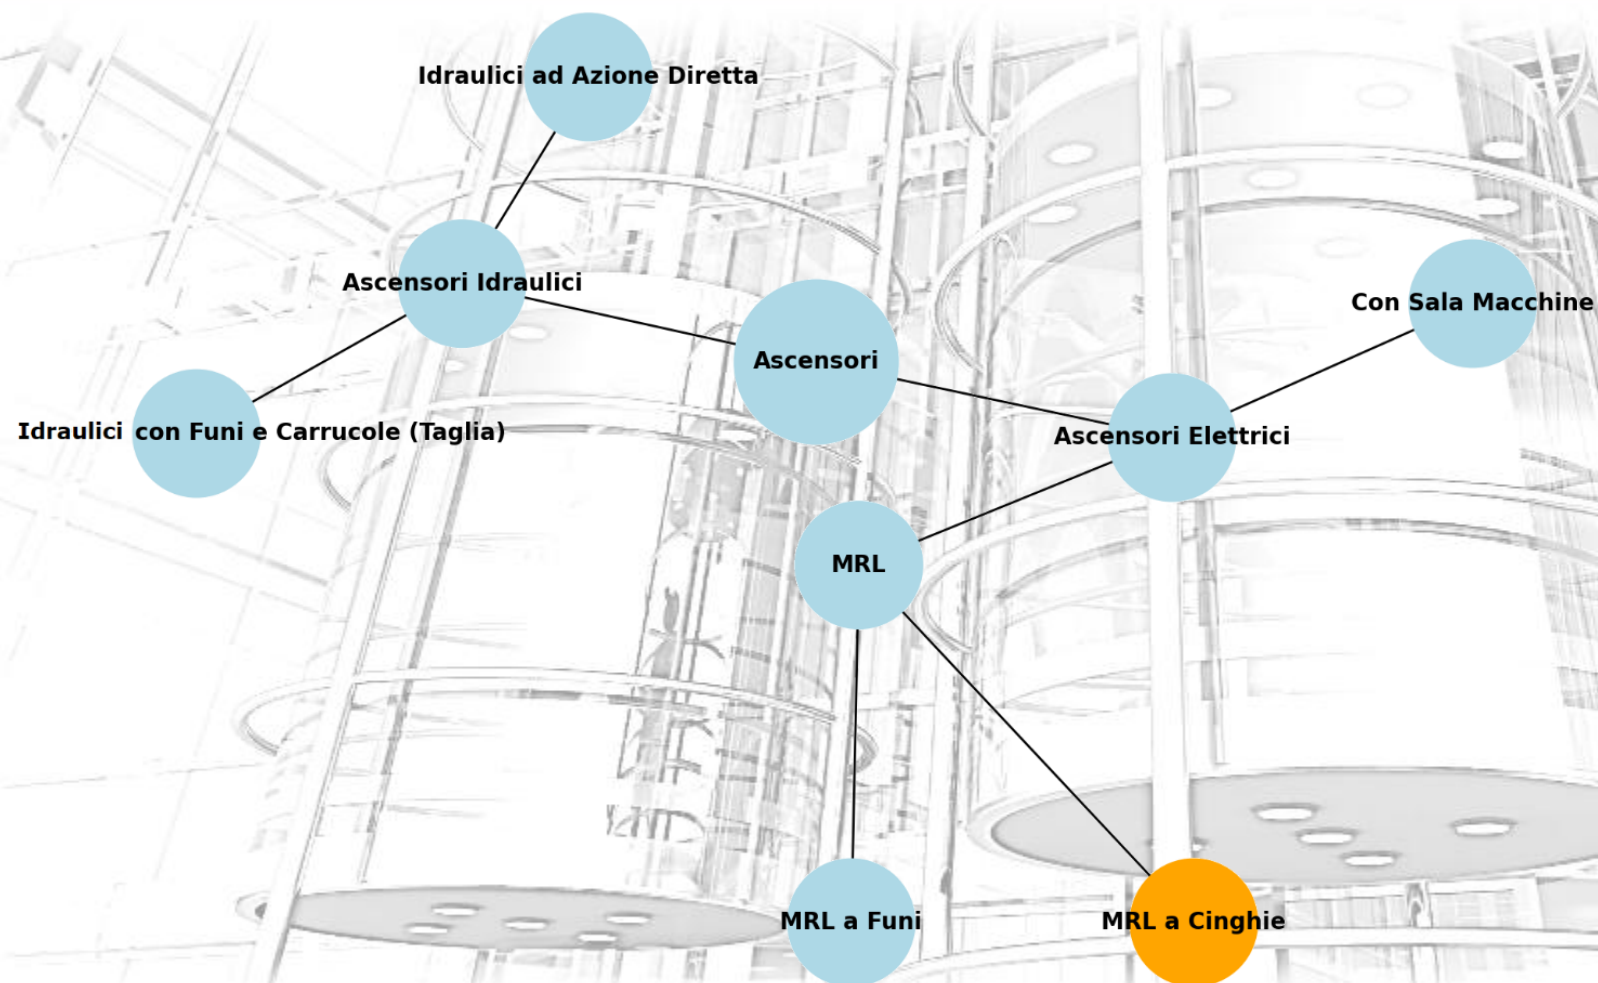 Idraulici ad Azione Diretta
Ascensori Idraulici
Con Sala Macchine
Ascensori
Idraulici con Funi e Carrucole (Taglia)
Ascensori Elettrici
MRL
MRL a Funi
MRL a Cinghie